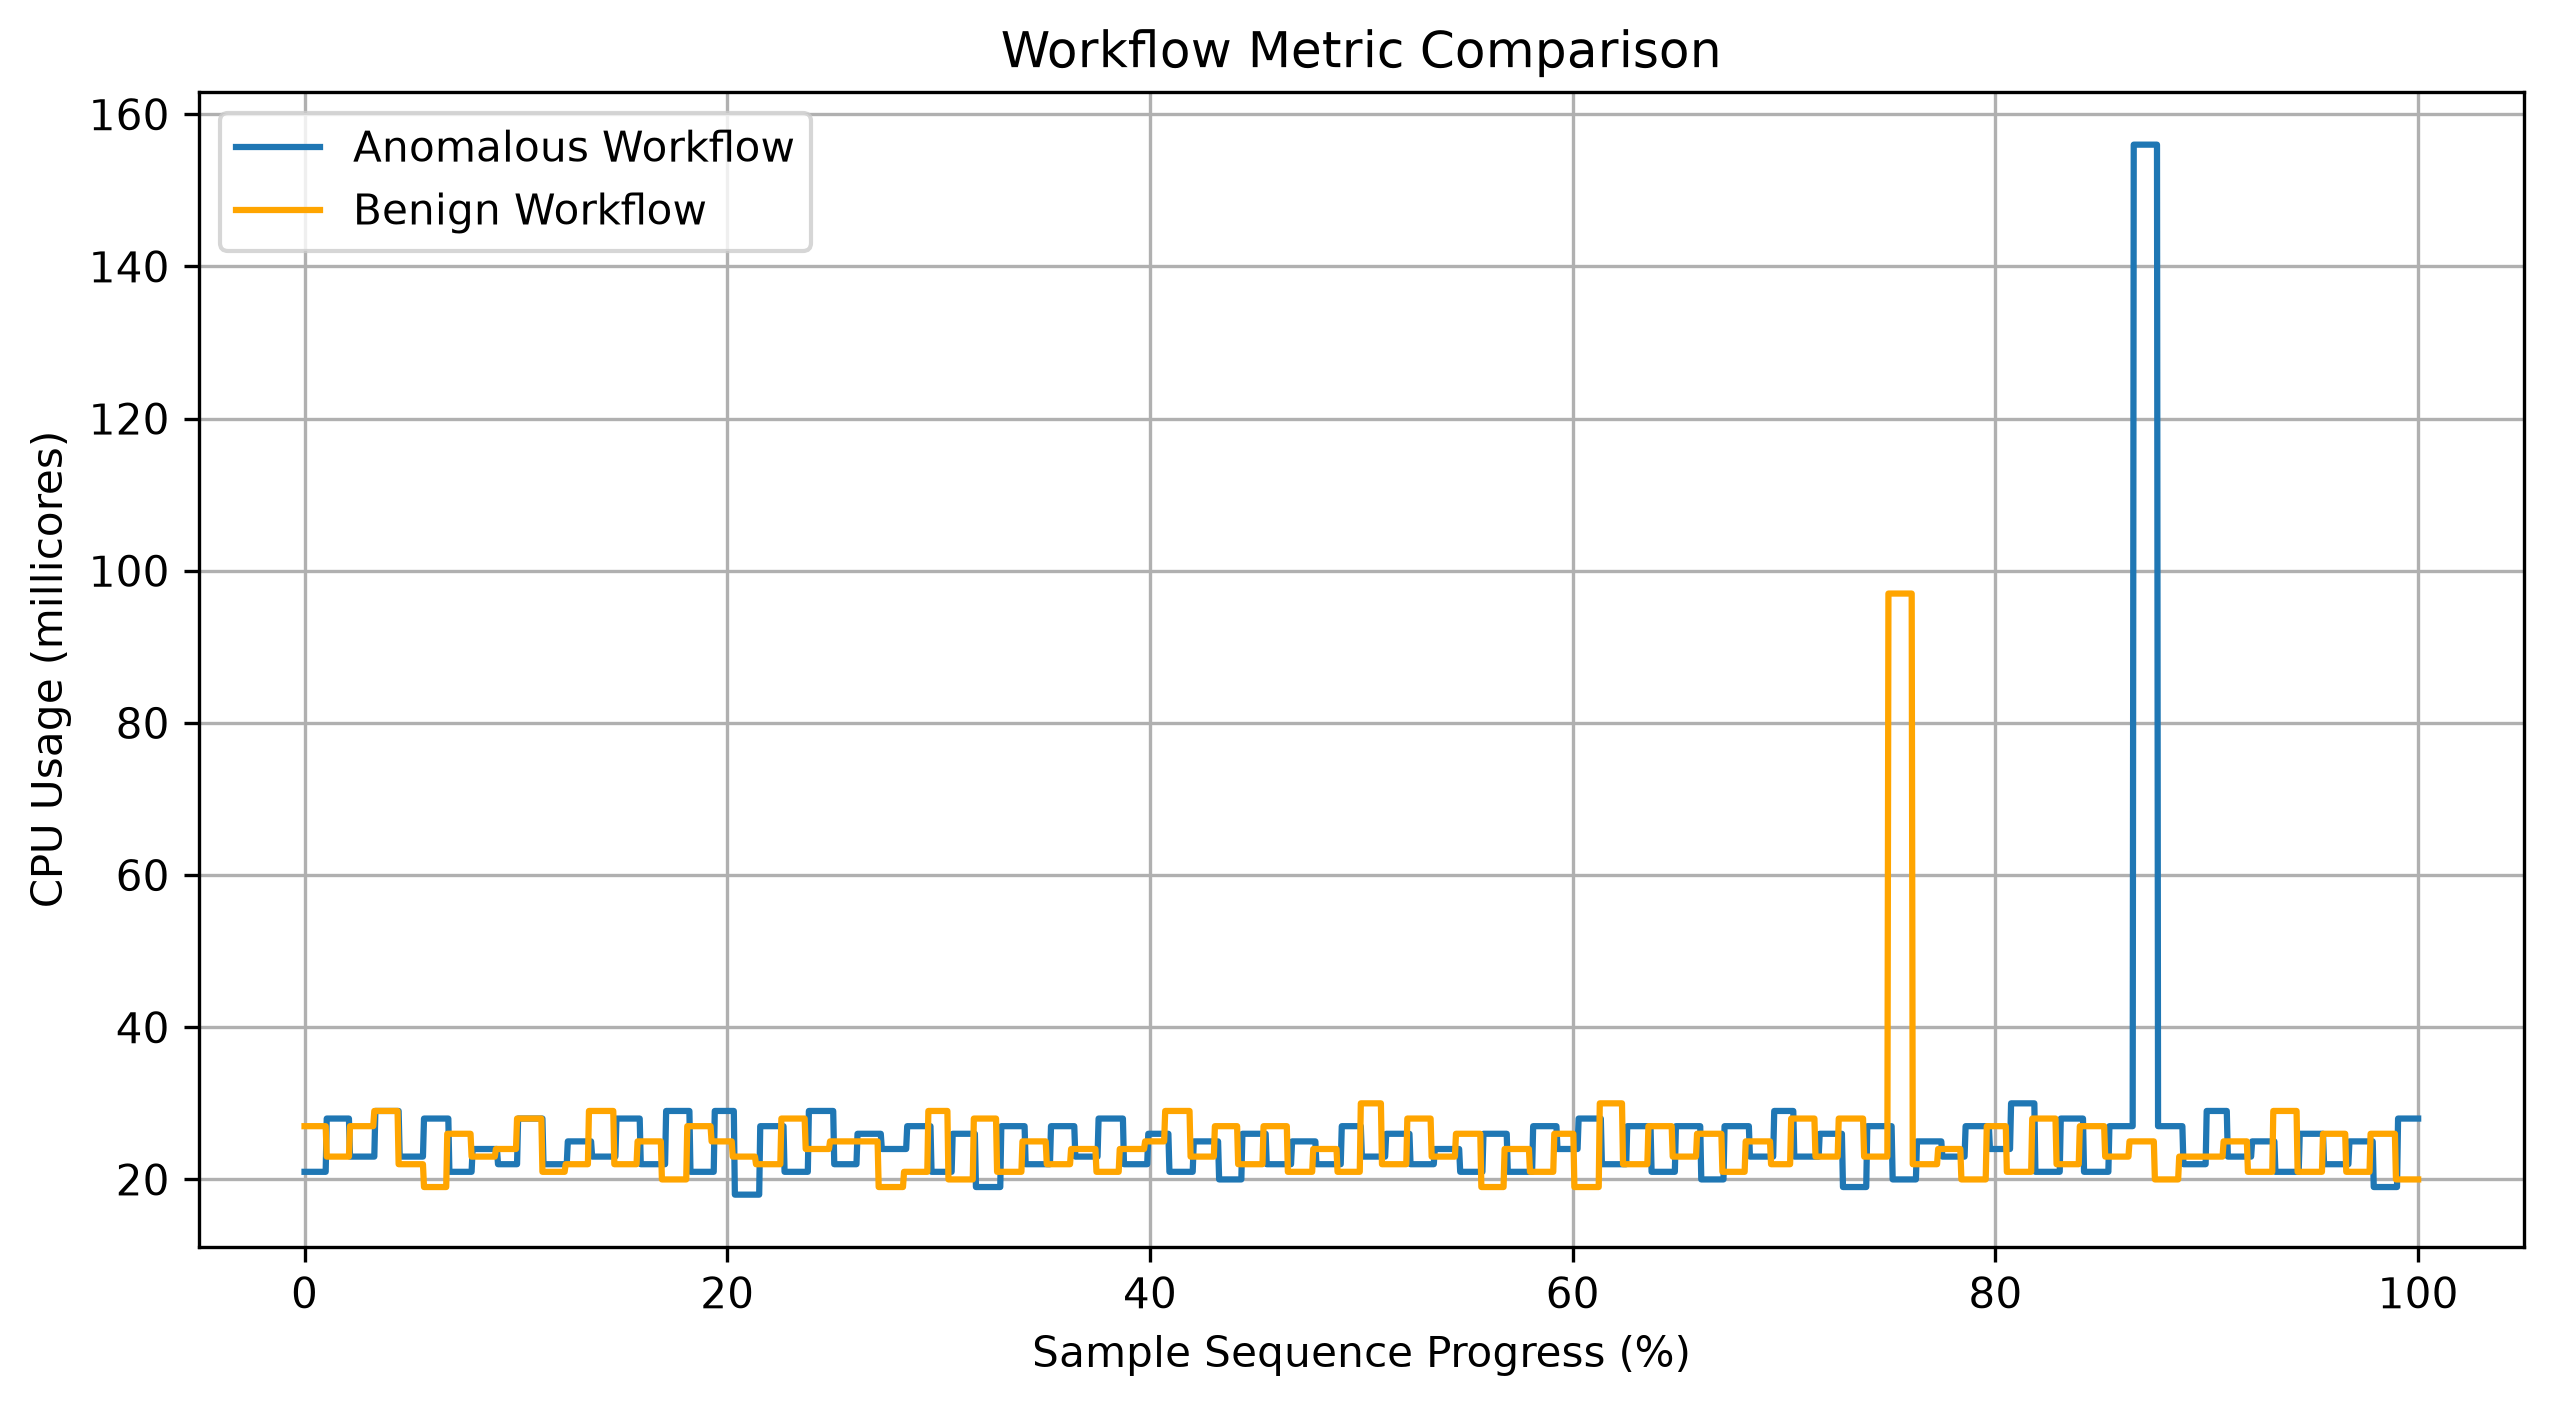 Workflow Metric Comparison
Anomalous Workflow
Benign Workflow
CPU Usage (millicores)
160
140
120
100
80
60
40
20
0
20
40
60
80
100
Sample Sequence Progress (%)